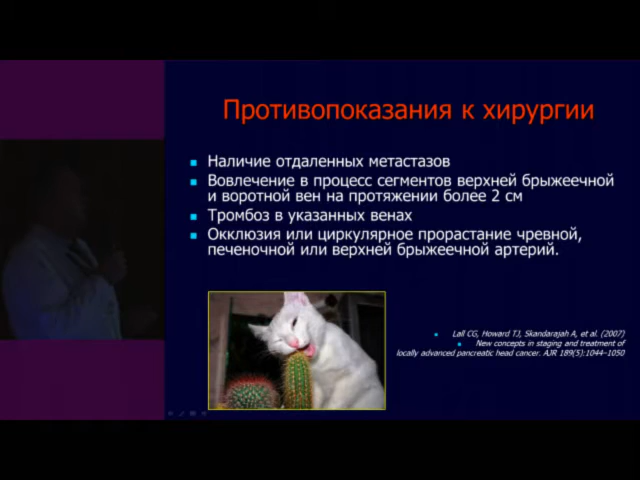 Противопоказания к хирургии
Наличие отдаленных метастазов
Вовлечение в процесс сегментов верхней брыжеечной
и воротной вен на протяжении более 2 см
Тромбоз в указанных венах
Окклюзия или циркулярное прорастание чревной,
печеночной или верхней брыжеечной артерий.
Lall CG, Howard TJ, Skandarajah A, et al. (2007)
New concepts in staging and treatment of
locally advanced pancreatic head cancer. AJR 189(5):1044–1050